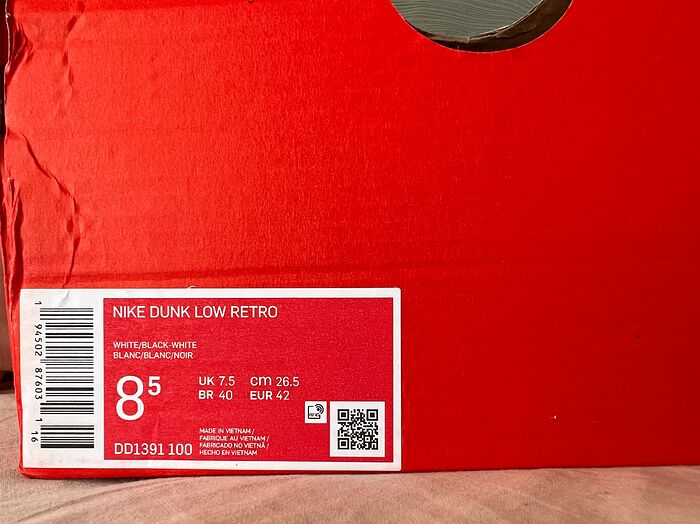 NIKE DUNK LOW RETRO
WHITE/BLACK-WHITE
BLANC/BLANC/NOIR
8⁵
UK 7.5 cm 26.5
BR 40 EUR 42
DD1391 100
MADE IN VIETNAM /
FABRIQUE AU VIETNAM /
FABRICADO NO VIETNÃ /
HECHO EN VIETNAM
1 94502 87603 1 16